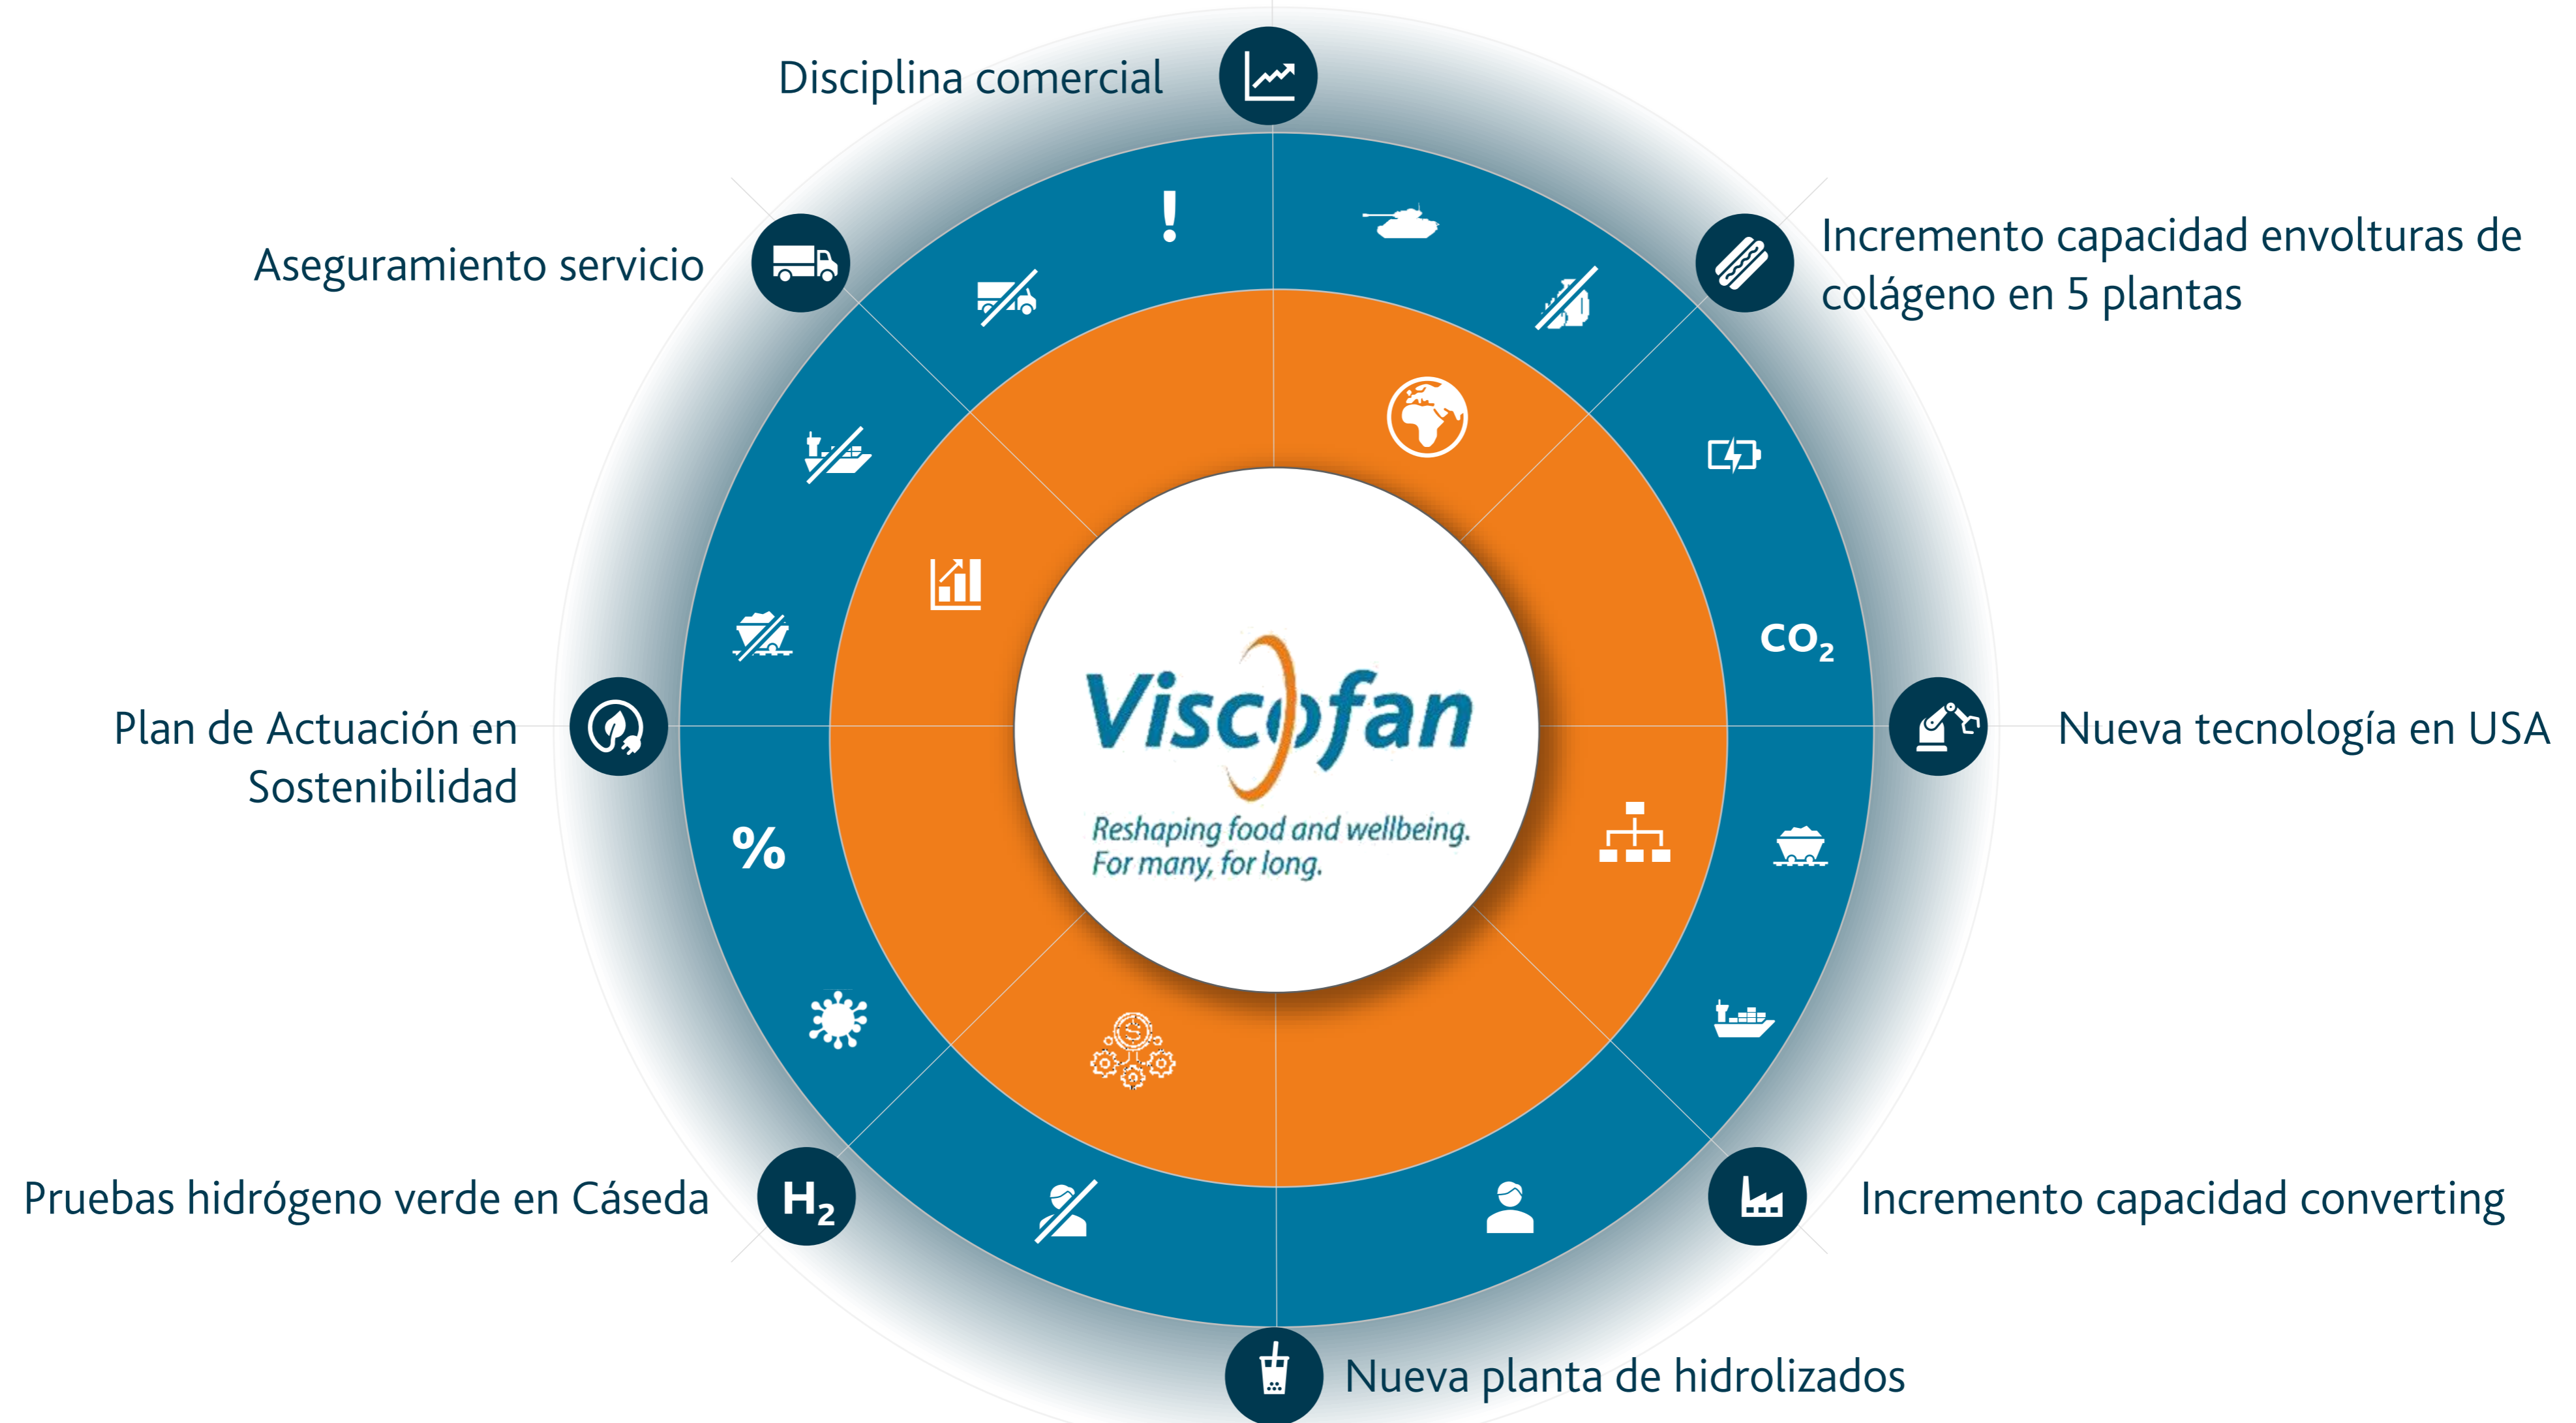 Disciplina comercial
Aseguramiento servicio
Incremento capacidad envolturas de
colágeno en 5 plantas
CO₂
Viscofan
Reshaping food and wellbeing.
For many, for long.
Plan de Actuación en
Sostenibilidad
Nueva tecnología en USA
%
Pruebas hidrógeno verde en Cáseda
H₂
Incremento capacidad converting
Nueva planta de hidrolizados